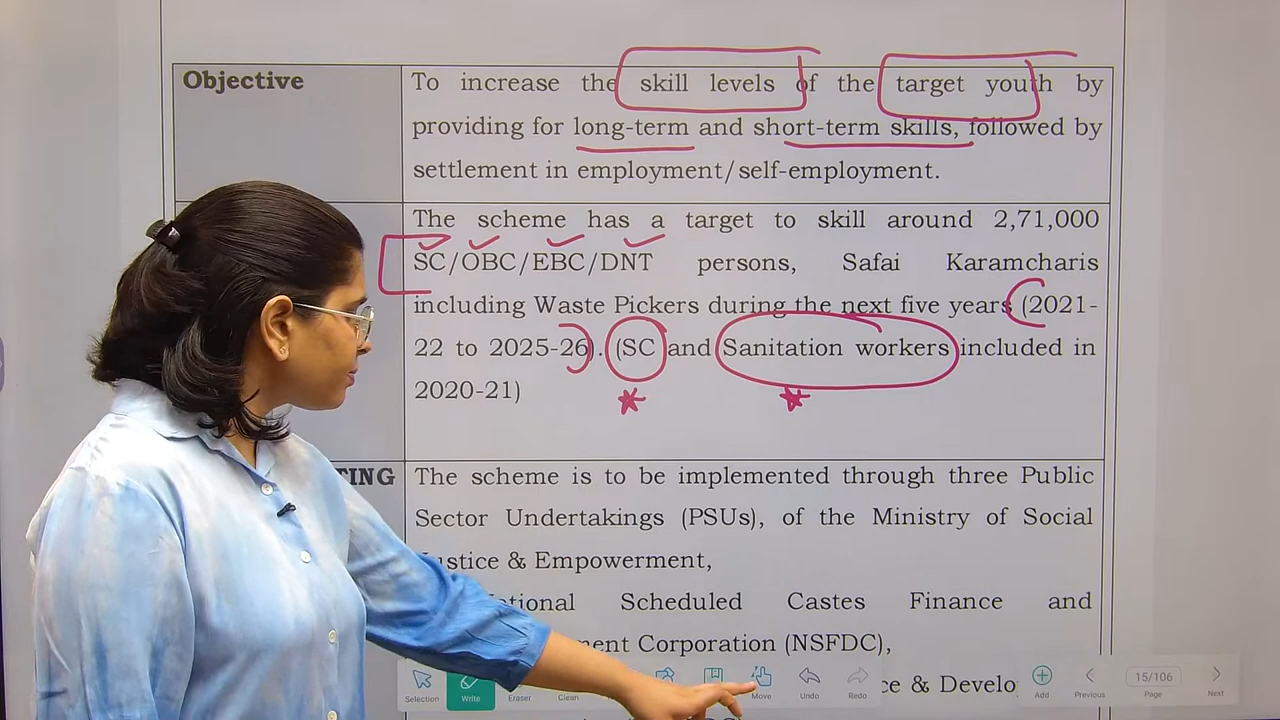 Objective
To increase the skill levels of the target youth by
providing for long-term and short-term skills, followed by
settlement in employment/self-employment.
The scheme has a target to skill around 2,71,000
SC/OBC/EBC/DNT persons, Safai Karamcharis
including Waste Pickers during the next five years (2021-
22 to 2025-26). (SC and Sanitation workers included in
2020-21)
The scheme is to be implemented through three Public
Sector Undertakings (PSUs), of the Ministry of Social
Justice & Empowerment,
Scheduled Castes Finance and
Corporation (NSFDC),
& Develo
Selection
Write
Eraser
Clean
Move
Undo
Redo
Add
Previous
15/106
Page
Next